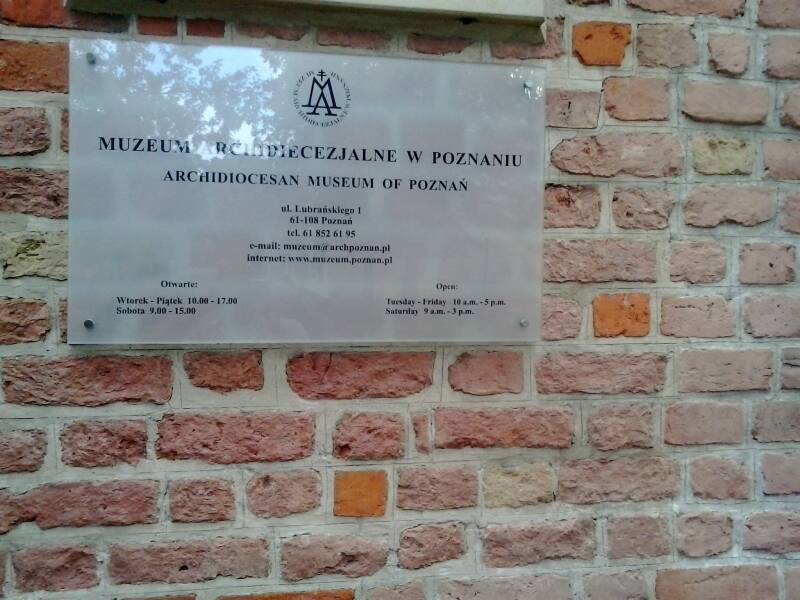 MUZEUM ARCHIDIECEZJALNE W POZNANIU
ARCHIDIOCESAN MUSEUM OF POZNAŃ
ul. Lubrańskiego 1
61-108 Poznań
tel. 61 852 61 95
e-mail: muzeum@archpoznan.pl
internet: www.muzeum.poznan.pl
Otwarte:
Wtorek - Piątek 10.00 - 17.00
Sobota 9.00 - 15.00
Open:
Tuesday - Friday 10 a.m. - 5 p.m.
Saturday 9 a.m. - 3 p.m.